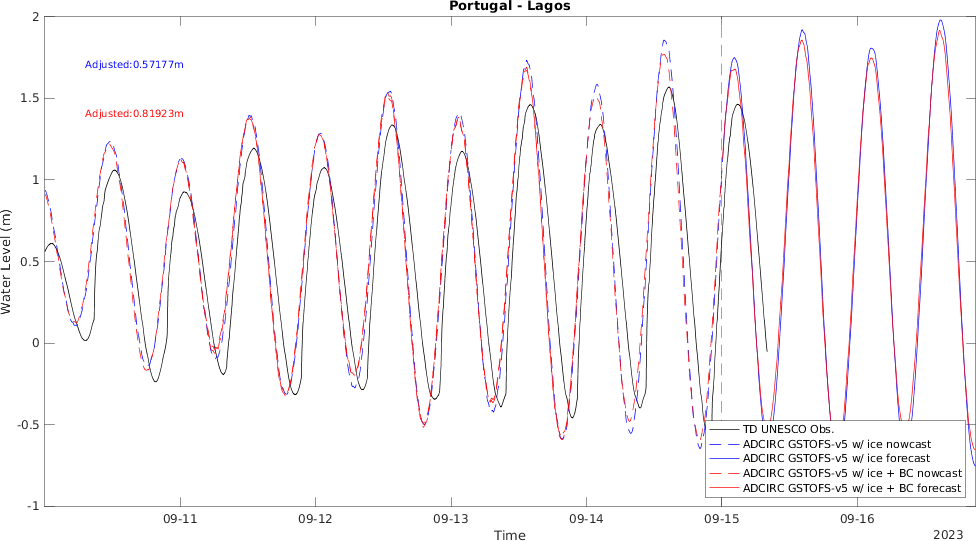 Portugal - Lagos
2
1.5
1
0.5
0
-0.5
-1
Water Level (m)
Adjusted:0.57177m
Adjusted:0.81923m
TD UNESCO Obs.
ADCIRC GSTOFS-v5 w/ ice nowcast
ADCIRC GSTOFS-v5 w/ ice forecast
ADCIRC GSTOFS-v5 w/ ice + BC nowcast
ADCIRC GSTOFS-v5 w/ ice + BC forecast
09-11 09-12 09-13 09-14 09-15 09-16
Time
2023